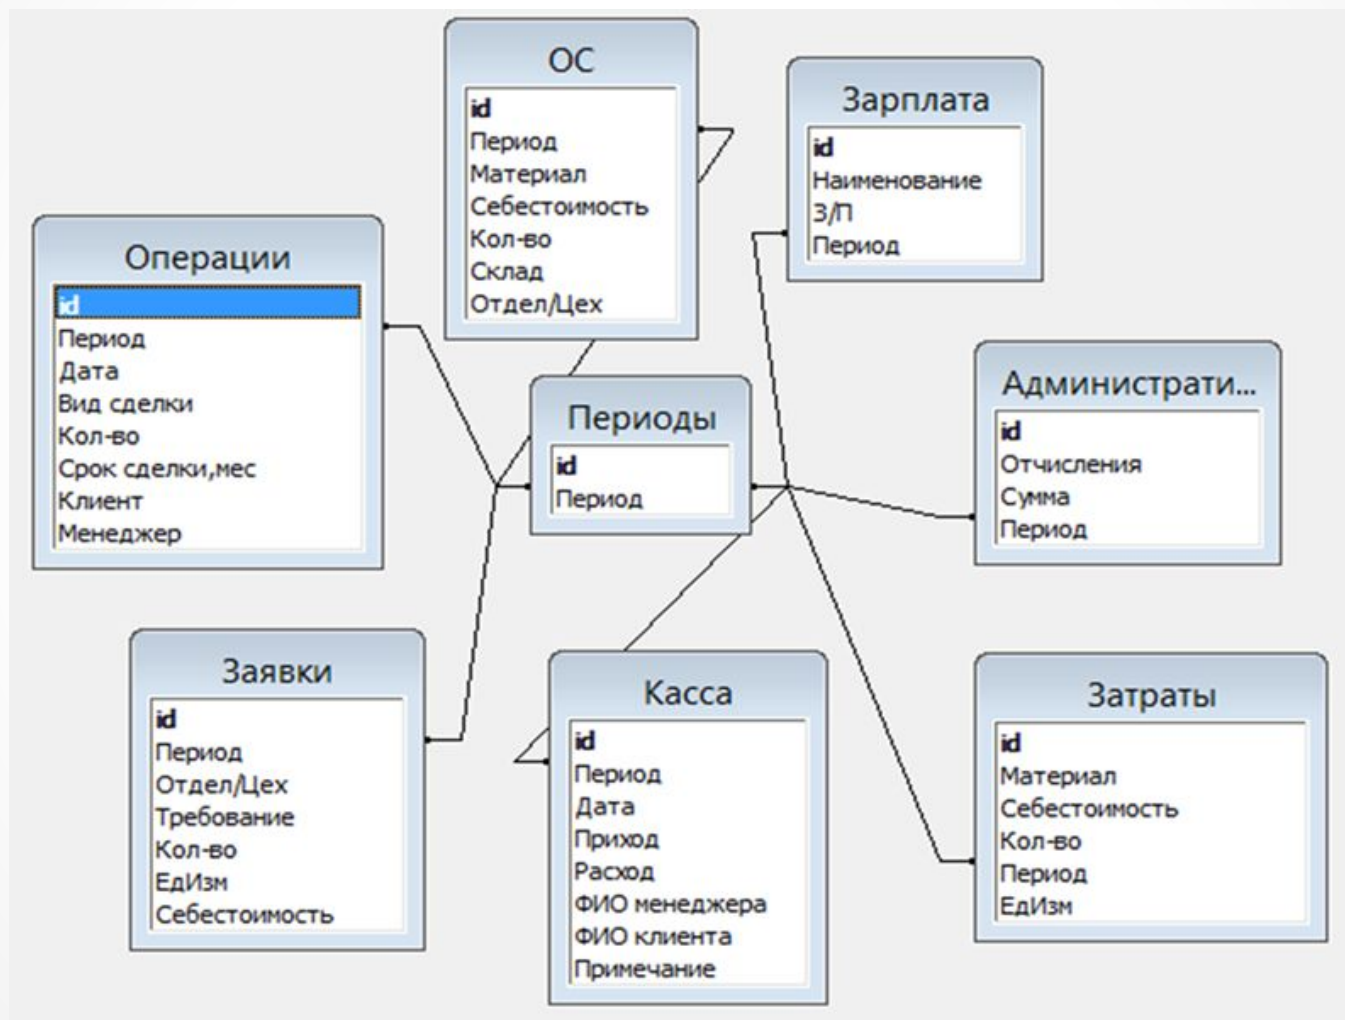 ОС
id
Период
Материал
Себестоимость
Кол-во
Склад
Отдел/Цех
Зарплата
id
Наименование
З/П
Период
Операции
id
Период
Дата
Вид сделки
Кол-во
Срок сделки,мес
Клиент
Менеджер
Периоды
id
Период
Администрати...
id
Отчисления
Сумма
Период
Заявки
id
Период
Отдел/Цех
Требование
Кол-во
ЕдИзм
Себестоимость
Касса
id
Период
Дата
Приход
Расход
ФИО менеджера
ФИО клиента
Примечание
Затраты
id
Материал
Себестоимость
Кол-во
Период
ЕдИзм